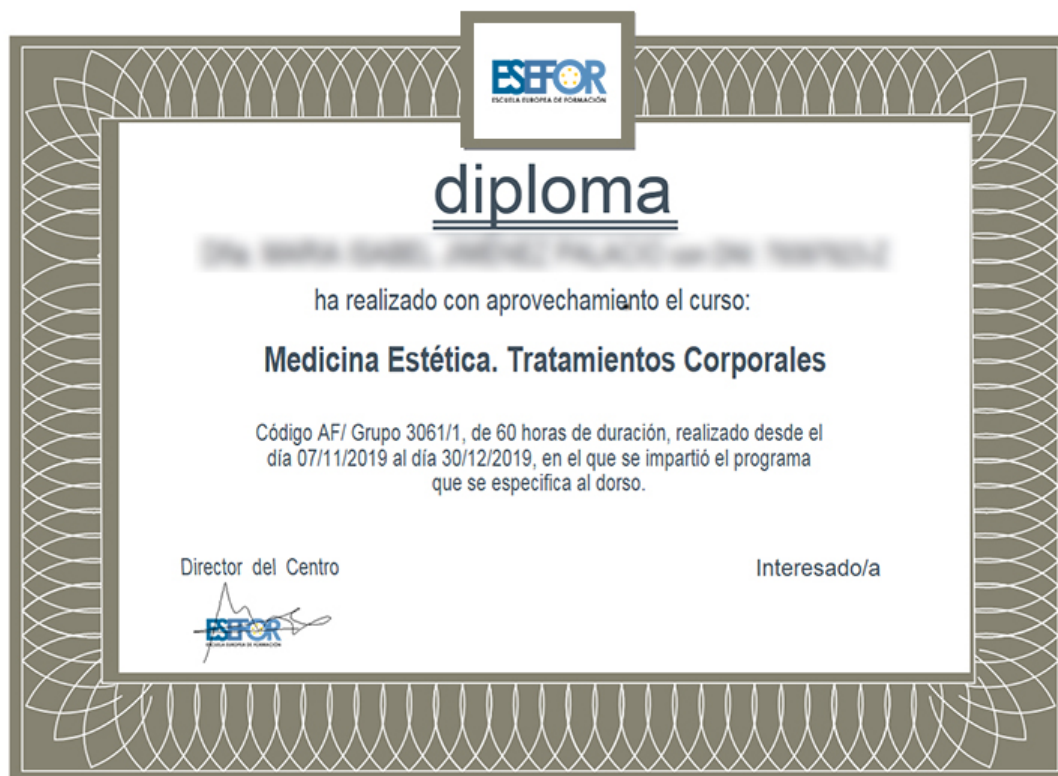 ESEFOR
ESCUELA EUROPEA DE FORMACIÓN
diploma
ha realizado con aprovechamiento el curso:
Medicina Estética. Tratamientos Corporales
Código AF/ Grupo 3061/1, de 60 horas de duración, realizado desde el
día 07/11/2019 al día 30/12/2019, en el que se impartió el programa
que se especifica al dorso.
Director del Centro
Interesado/a
ESEFOR
ESCUELA EUROPEA DE FORMACIÓN